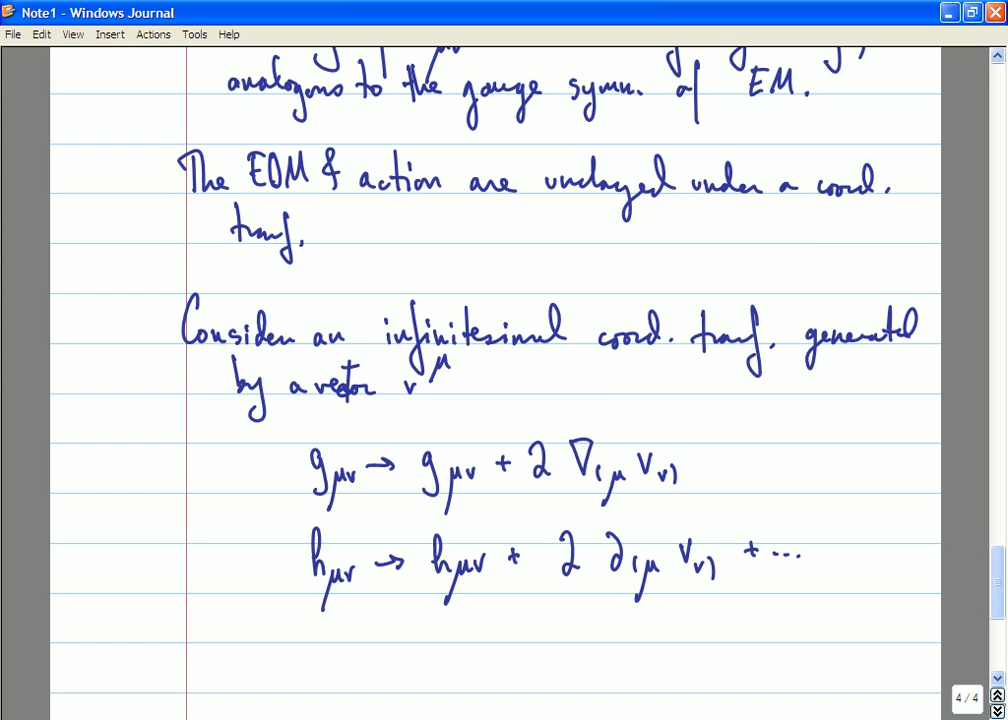 Note1 - Windows Journal
File Edit View Insert Actions Tools Help
analogous to the gauge symm. of EM.
The EOM & action are unchanged under a coord.
transf.
Consider an infinitesimal coord. transf. generated
by a vector v^μ
g_μν → g_μν + 2 ∇_(μ v_ν)
h_μν → h_μν + 2 ∂_(μ v_ν) + ...
4 / 4